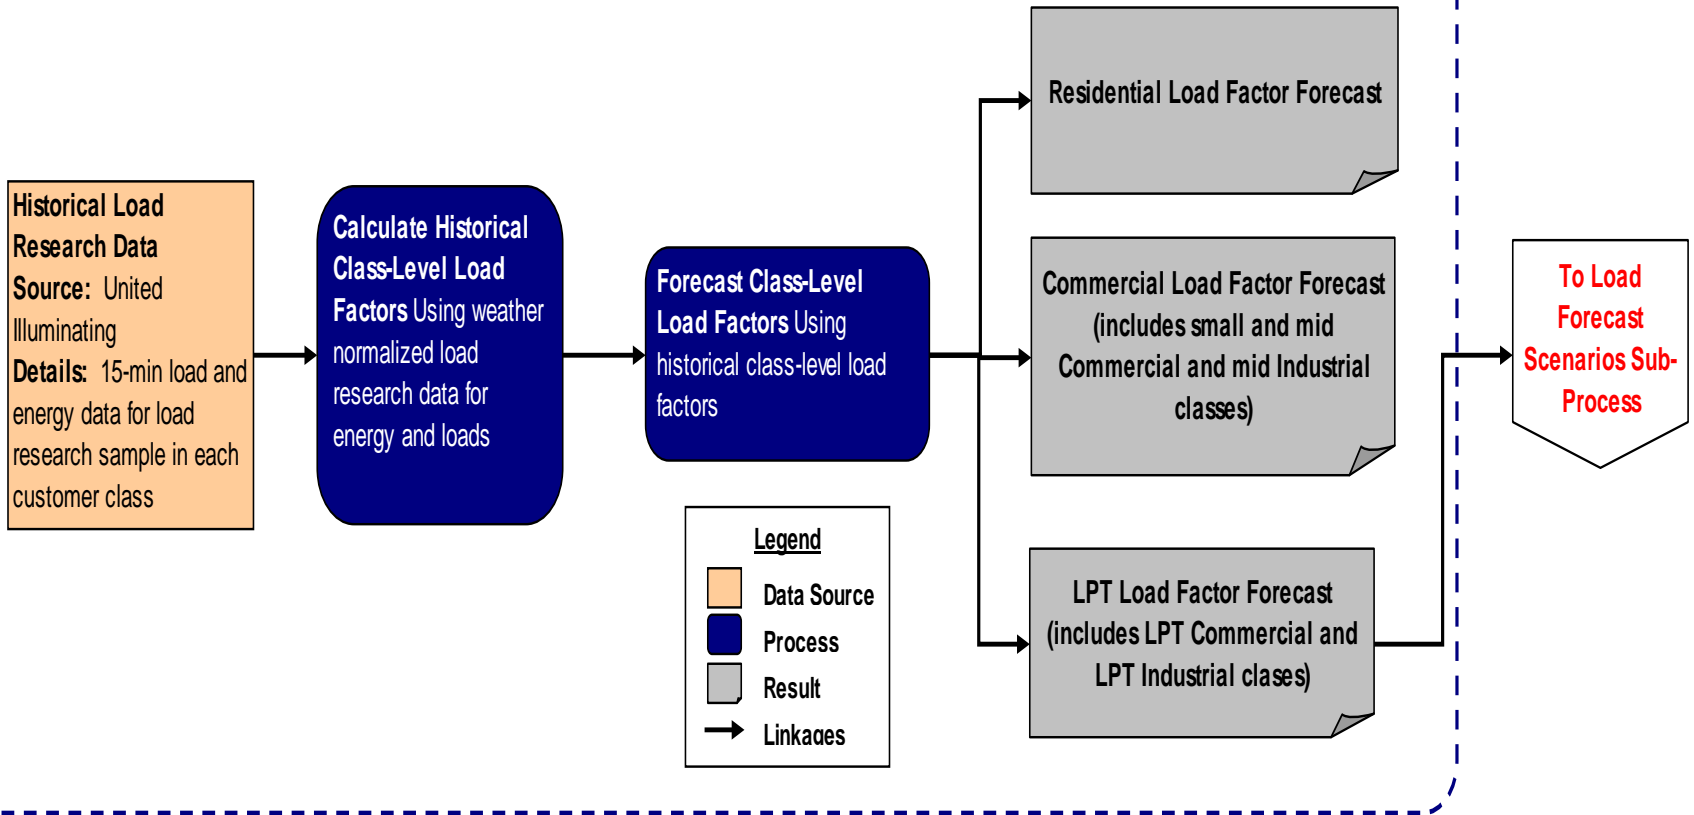 Historical Load
Research Data
Source: United
Illuminating
Details: 15-min load and
energy data for load
research sample in each
customer class
Calculate Historical
Class-Level Load
Factors Using weather
normalized load
research data for
energy and loads
Forecast Class-Level
Load Factors Using
historical class-level load
factors
Residential Load Factor Forecast
Commercial Load Factor Forecast
(includes small and mid
Commercial and mid Industrial
classes)
LPT Load Factor Forecast
(includes LPT Commercial and
LPT Industrial clases)
To Load
Forecast
Scenarios Sub-
Process
Legend
Data Source
Process
Result
Linkages